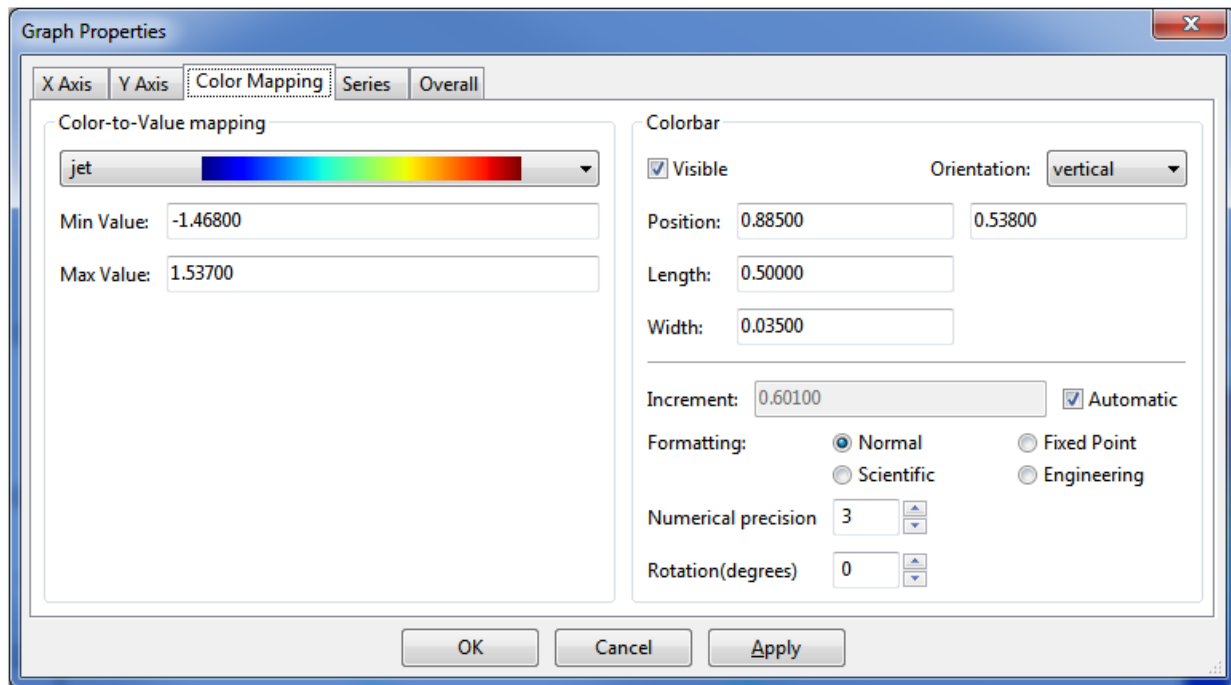 Graph Properties
X Axis Y Axis Color Mapping Series Overall
Color-to-Value mapping
jet
Min Value: -1.46800
Max Value: 1.53700
Colorbar
Visible Orientation: vertical
Position: 0.88500 0.53800
Length: 0.50000
Width: 0.03500
Increment: 0.60100 Automatic
Formatting: Normal Fixed Point
Scientific Engineering
Numerical precision 3
Rotation(degrees) 0
OK Cancel Apply